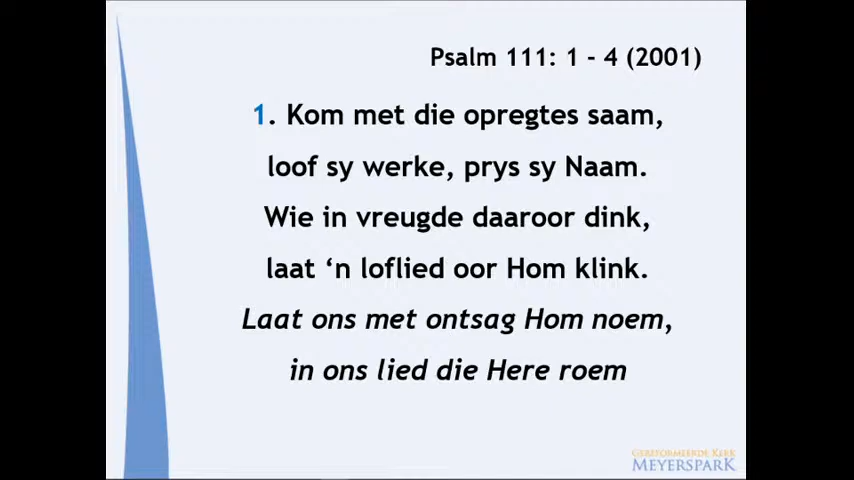 Psalm 111: 1 - 4 (2001)
1. Kom met die opregtes saam,
loof sy werke, prys sy Naam.
Wie in vreugde daaroor dink,
laat ‘n loflied oor Hom klink.
Laat ons met ontsag Hom noem,
in ons lied die Here roem
GEREFORMEERDE KERK
MEYERSPARK